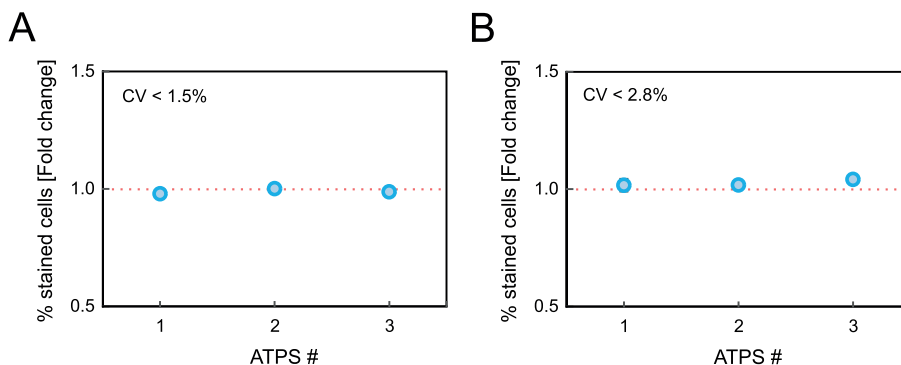 A
% stained cells [Fold change]
1.5
1.0
0.5
CV < 1.5%
1
2
3
ATPS #
B
% stained cells [Fold change]
1.5
1.0
0.5
CV < 2.8%
1
2
3
ATPS #